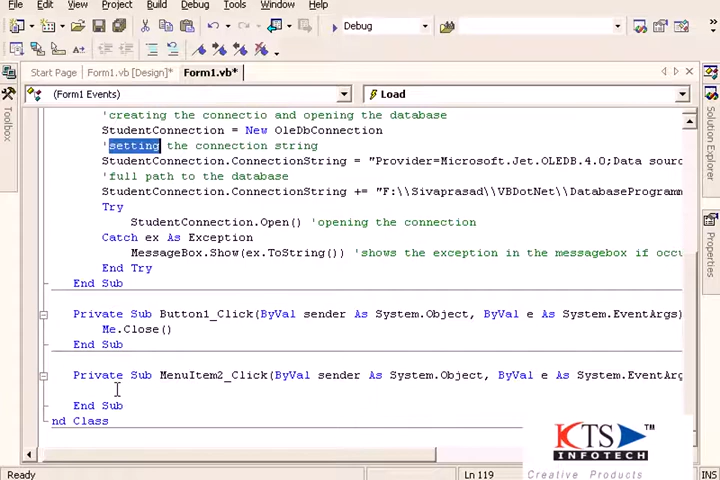 File Edit View Project Build Debug Tools Window Help
Debug
Start Page Form1.vb [Design]* Form1.vb*
(Form1 Events) Load
'creating the connectio and opening the database
StudentConnection = New OleDbConnection
'setting the connection string
StudentConnection.ConnectionString = "Provider=Microsoft.Jet.OLEDB.4.0;Data sourc
'full path to the database
StudentConnection.ConnectionString += "F:\\Sivaprasad\\VBDotNet\\DatabaseProgramm
Try
StudentConnection.Open() 'opening the connection
Catch ex As Exception
MessageBox.Show(ex.ToString()) 'shows the exception in the messagebox if occu
End Try
End Sub
Private Sub Button1_Click(ByVal sender As System.Object, ByVal e As System.EventArgs)
Me.Close()
End Sub
Private Sub MenuItem2_Click(ByVal sender As System.Object, ByVal e As System.EventArg
End Sub
nd Class
Toolbox
Solution Explorer
Properties
KTS TM
INFOTECH
Creative Products
Ready Ln 119 INS